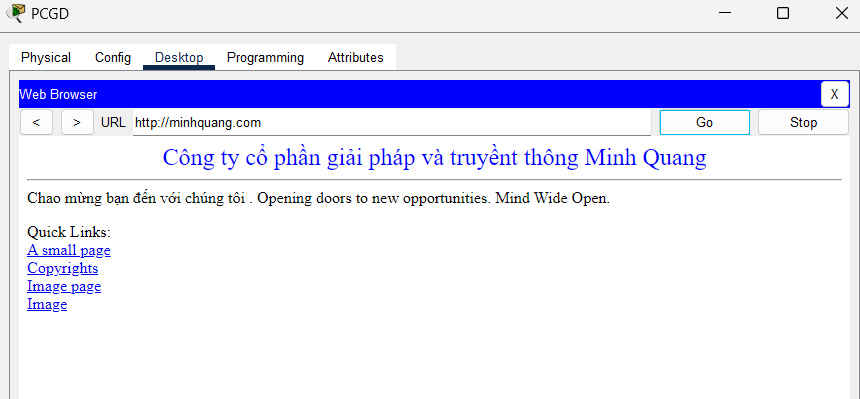 PCGD
Physical Config Desktop Programming Attributes
Web Browser X
< > URL http://minhquang.com Go Stop
Công ty cổ phần giải pháp và truyền thông Minh Quang
Chao mừng bạn đến với chúng tôi . Opening doors to new opportunities. Mind Wide Open.
Quick Links:
A small page
Copyrights
Image page
Image